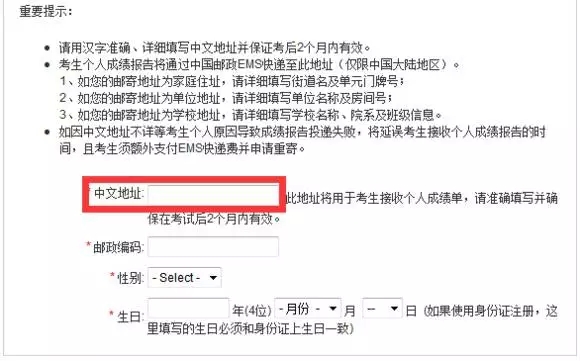 重要提示：
请用汉字准确、详细填写中文地址并保证考后2个月内有效。
考生个人成绩报告将通过中国邮政EMS快递至此地址（仅限中国大陆地区）。
1、如您的邮寄地址为家庭住址，请详细填写街道名及单元门牌号；
2、如您的邮寄地址为单位地址，请详细填写单位名称及房间号；
3、如您的邮寄地址为学校地址，请详细填写学校名称、院系及班级信息。
如因中文地址不详等考生个人原因导致成绩报告投递失败，将延误考生接收个人成绩报告的时
间，且考生须额外支付EMS快递费并申请重寄。
*中文地址: 此地址将用于考生接收个人成绩单，请准确填写并确
保在考试后2个月内有效。
*邮政编码:
*性别: - Select -
*生日: 年(4位) - 月份 - 月 -- 日 (如果使用身份证注册，这
里填写的生日必须和身份证上生日一致)